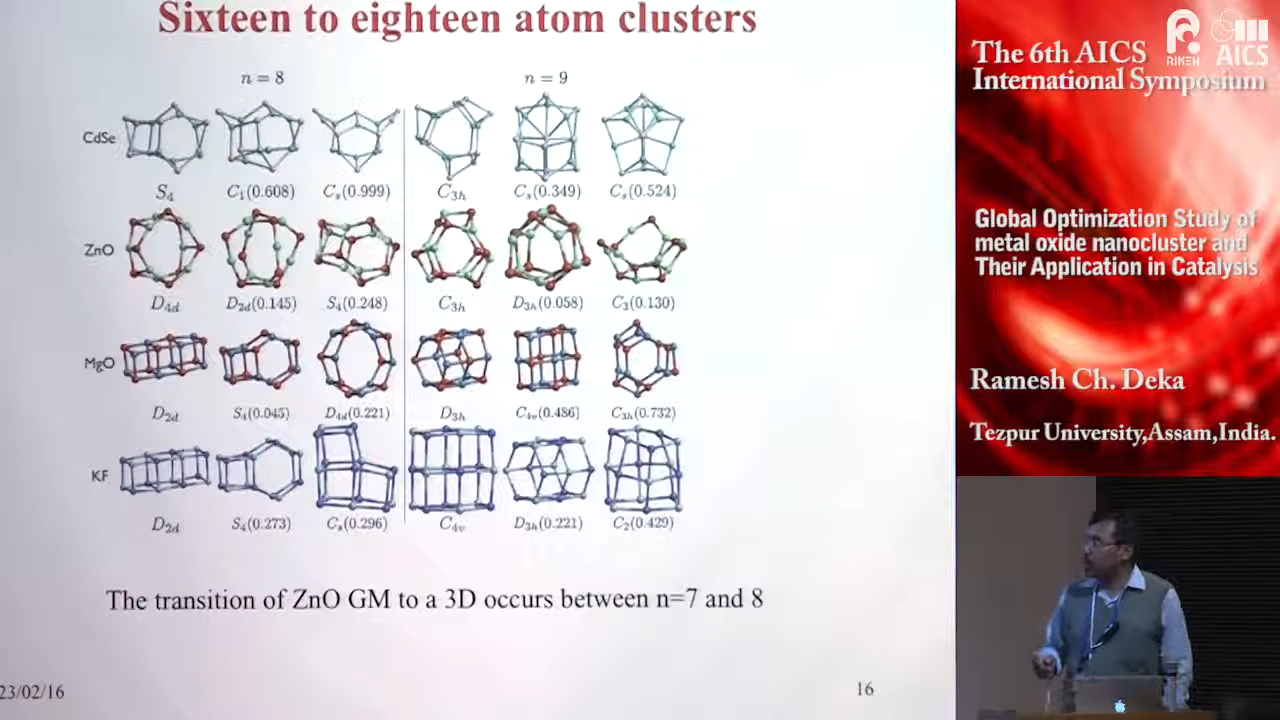 Sixteen to eighteen atom clusters
n = 8
n = 9
CdSe
S₄
C₁(0.608)
Cₛ(0.999)
C₃ₕ
Cₛ(0.349)
Cₛ(0.524)
ZnO
D₄d
D₂d(0.145)
S₄(0.248)
C₃ₕ
D₃ₕ(0.058)
C₃(0.130)
MgO
D₂d
S₄(0.045)
D₄d(0.221)
D₃ₕ
C₄ᵥ(0.486)
C₃ₕ(0.732)
KF
D₂d
S₄(0.273)
Cₛ(0.296)
C₄ᵥ
D₃ₕ(0.221)
C₂(0.429)
The transition of ZnO GM to a 3D occurs between n=7 and 8
23/02/16
16
RIKEN
AICS
The 6th AICS
International Symposium
Global Optimization Study of
metal oxide nanocluster and
Their Application in Catalysis
Ramesh Ch. Deka
Tezpur University,Assam,India.